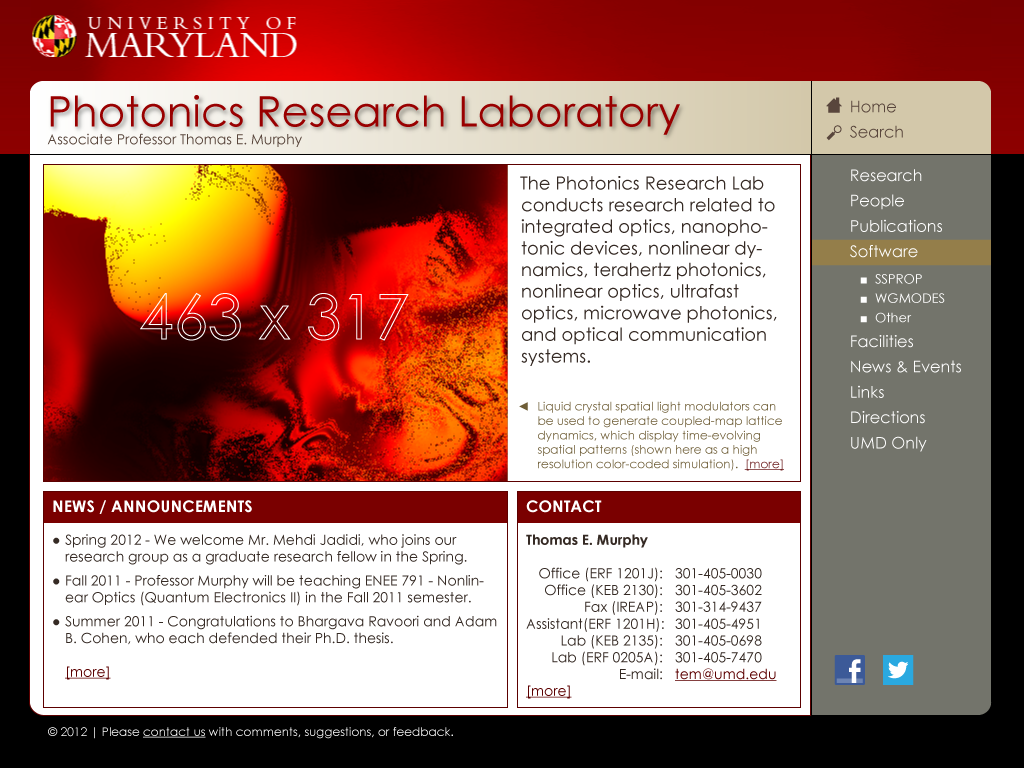 UNIVERSITY OF
MARYLAND
Photonics Research Laboratory
Associate Professor Thomas E. Murphy
Home
Search
Research
People
Publications
Software
SSPROP
WGMODES
Other
Facilities
News & Events
Links
Directions
UMD Only
463 x 317
The Photonics Research Lab
conducts research related to
integrated optics, nanopho-
tonic devices, nonlinear dy-
namics, terahertz photonics,
nonlinear optics, ultrafast
optics, microwave photonics,
and optical communication
systems.
◄ Liquid crystal spatial light modulators can
be used to generate coupled-map lattice
dynamics, which display time-evolving
spatial patterns (shown here as a high
resolution color-coded simulation). [more]
NEWS / ANNOUNCEMENTS
● Spring 2012 - We welcome Mr. Mehdi Jadidi, who joins our
research group as a graduate research fellow in the Spring.
● Fall 2011 - Professor Murphy will be teaching ENEE 791 - Nonlin-
ear Optics (Quantum Electronics II) in the Fall 2011 semester.
● Summer 2011 - Congratulations to Bhargava Ravoori and Adam
B. Cohen, who each defended their Ph.D. thesis.
[more]
CONTACT
Thomas E. Murphy
Office (ERF 1201J): 301-405-0030
Office (KEB 2130): 301-405-3602
Fax (IREAP): 301-314-9437
Assistant(ERF 1201H): 301-405-4951
Lab (KEB 2135): 301-405-0698
Lab (ERF 0205A): 301-405-7470
E-mail: tem@umd.edu
[more]
© 2012 | Please contact us with comments, suggestions, or feedback.